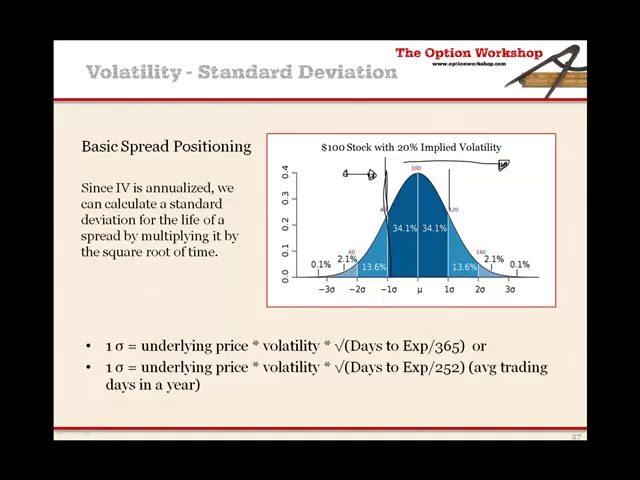 The Option Workshop
www.optionworkshop.com
Volatility - Standard Deviation
Basic Spread Positioning
Since IV is annualized, we
can calculate a standard
deviation for the life of a
spread by multiplying it by
the square root of time.
$100 Stock with 20% Implied Volatility
0.4
0.3
0.2
0.1
0.0
100
120
60
140
34.1% 34.1%
13.6% 13.6%
2.1% 2.1%
0.1% 0.1%
−3σ −2σ −1σ μ 1σ 2σ 3σ
• 1 σ = underlying price * volatility * √(Days to Exp/365) or
• 1 σ = underlying price * volatility * √(Days to Exp/252) (avg trading
days in a year)
27